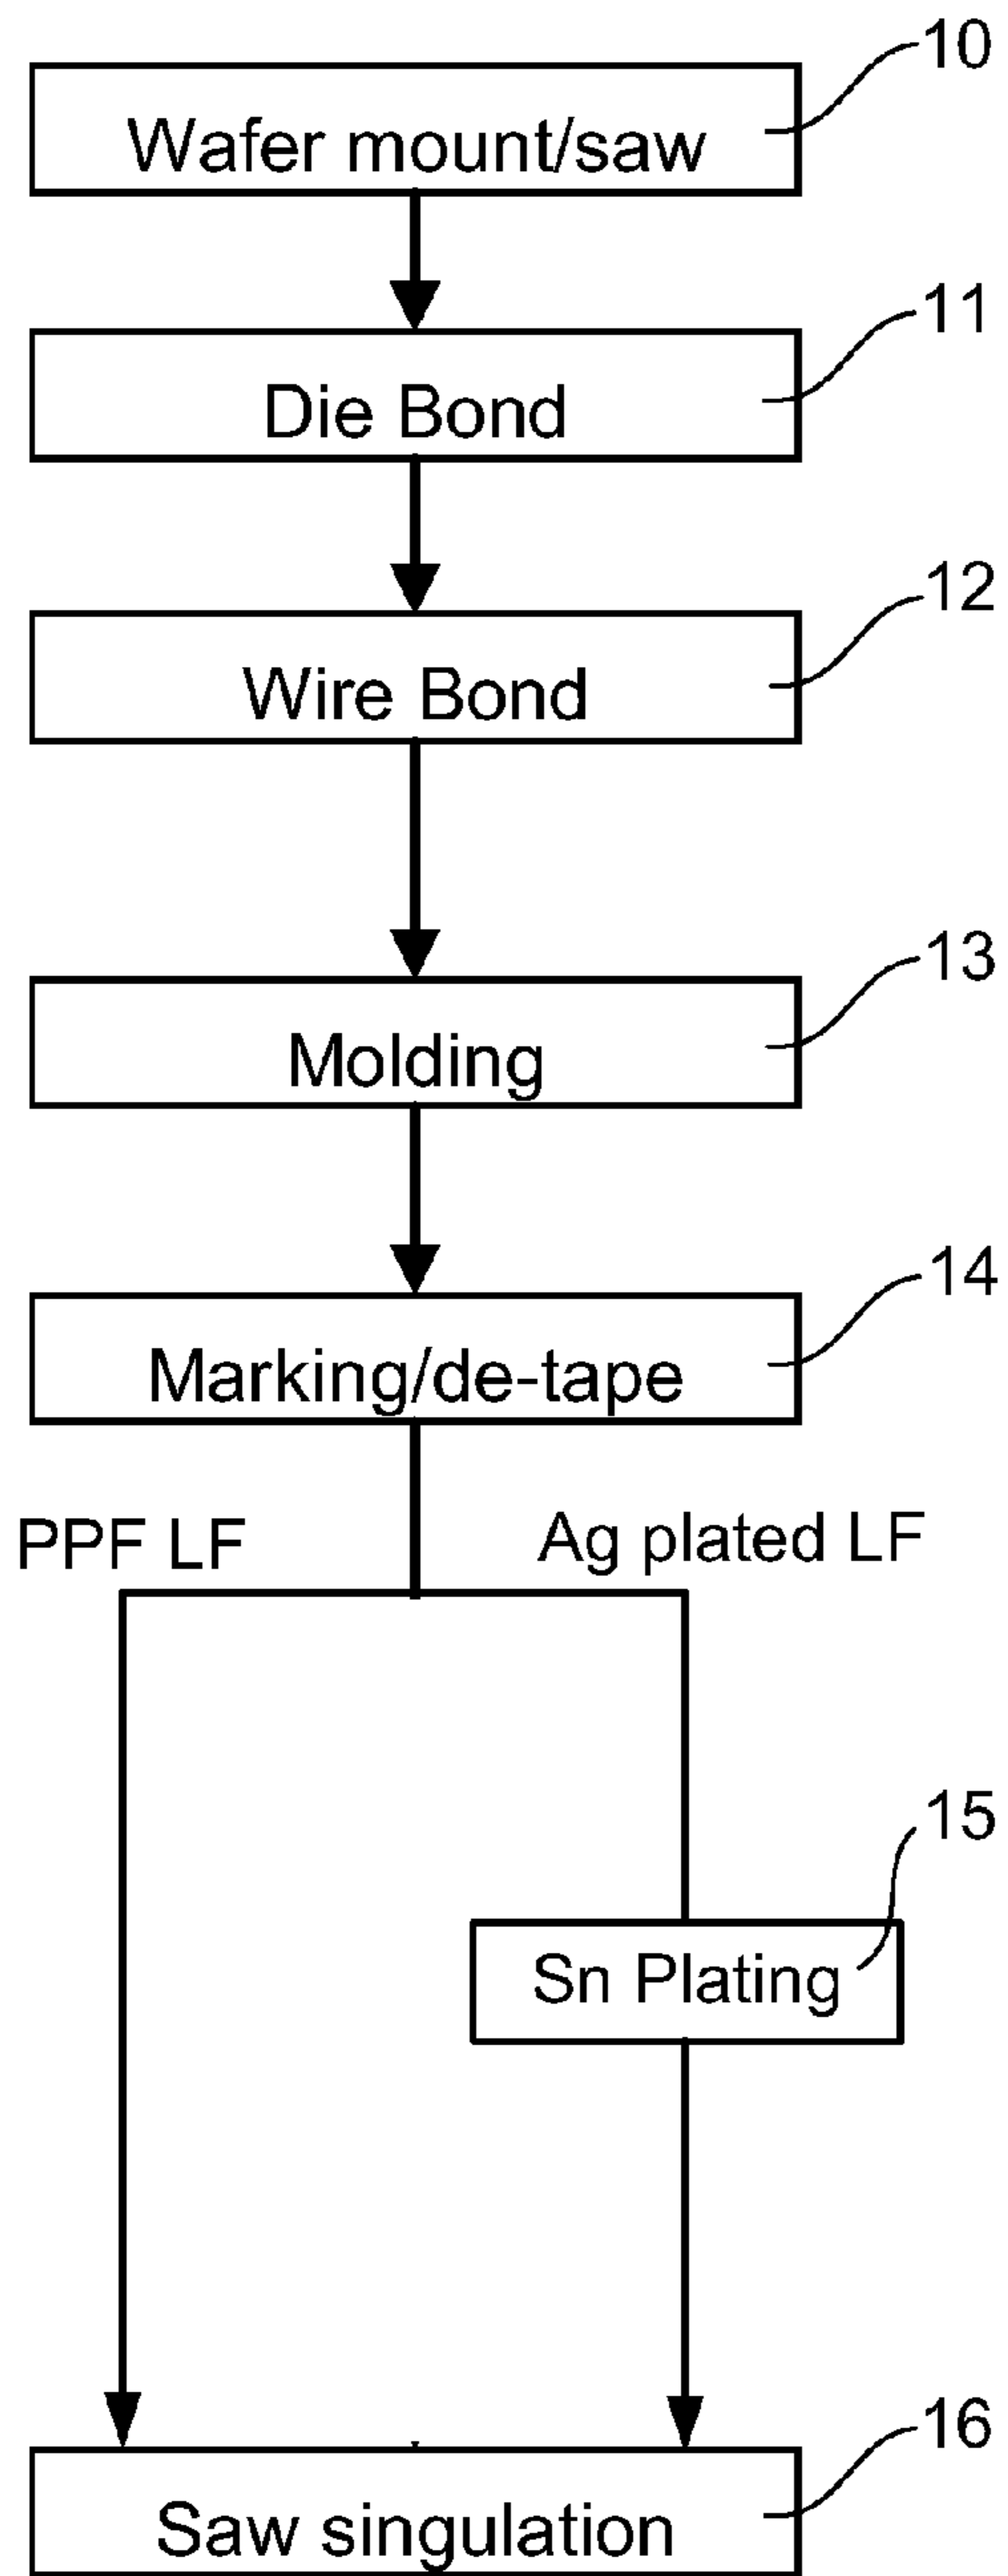 10
Wafer mount/saw
11
Die Bond
12
Wire Bond
13
Molding
14
Marking/de-tape
PPF LF
Ag plated LF
15
Sn Plating
16
Saw singulation